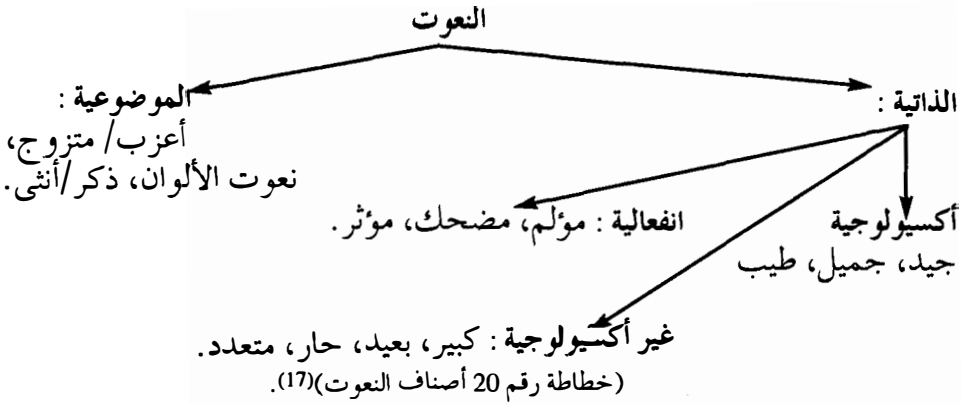 النعوت
الذاتية :
الموضوعية :
أعزب/ متزوج،
نعوت الألوان، ذكر/أنثى.
أكسيولوجية
جيد، جميل، طيب
انفعالية : مؤلم، مضحك، مؤثر.
غير أكسيولوجية : كبير، بعيد، حار، متعدد.
(خطاطة رقم 20 أصناف النعوت)(17).